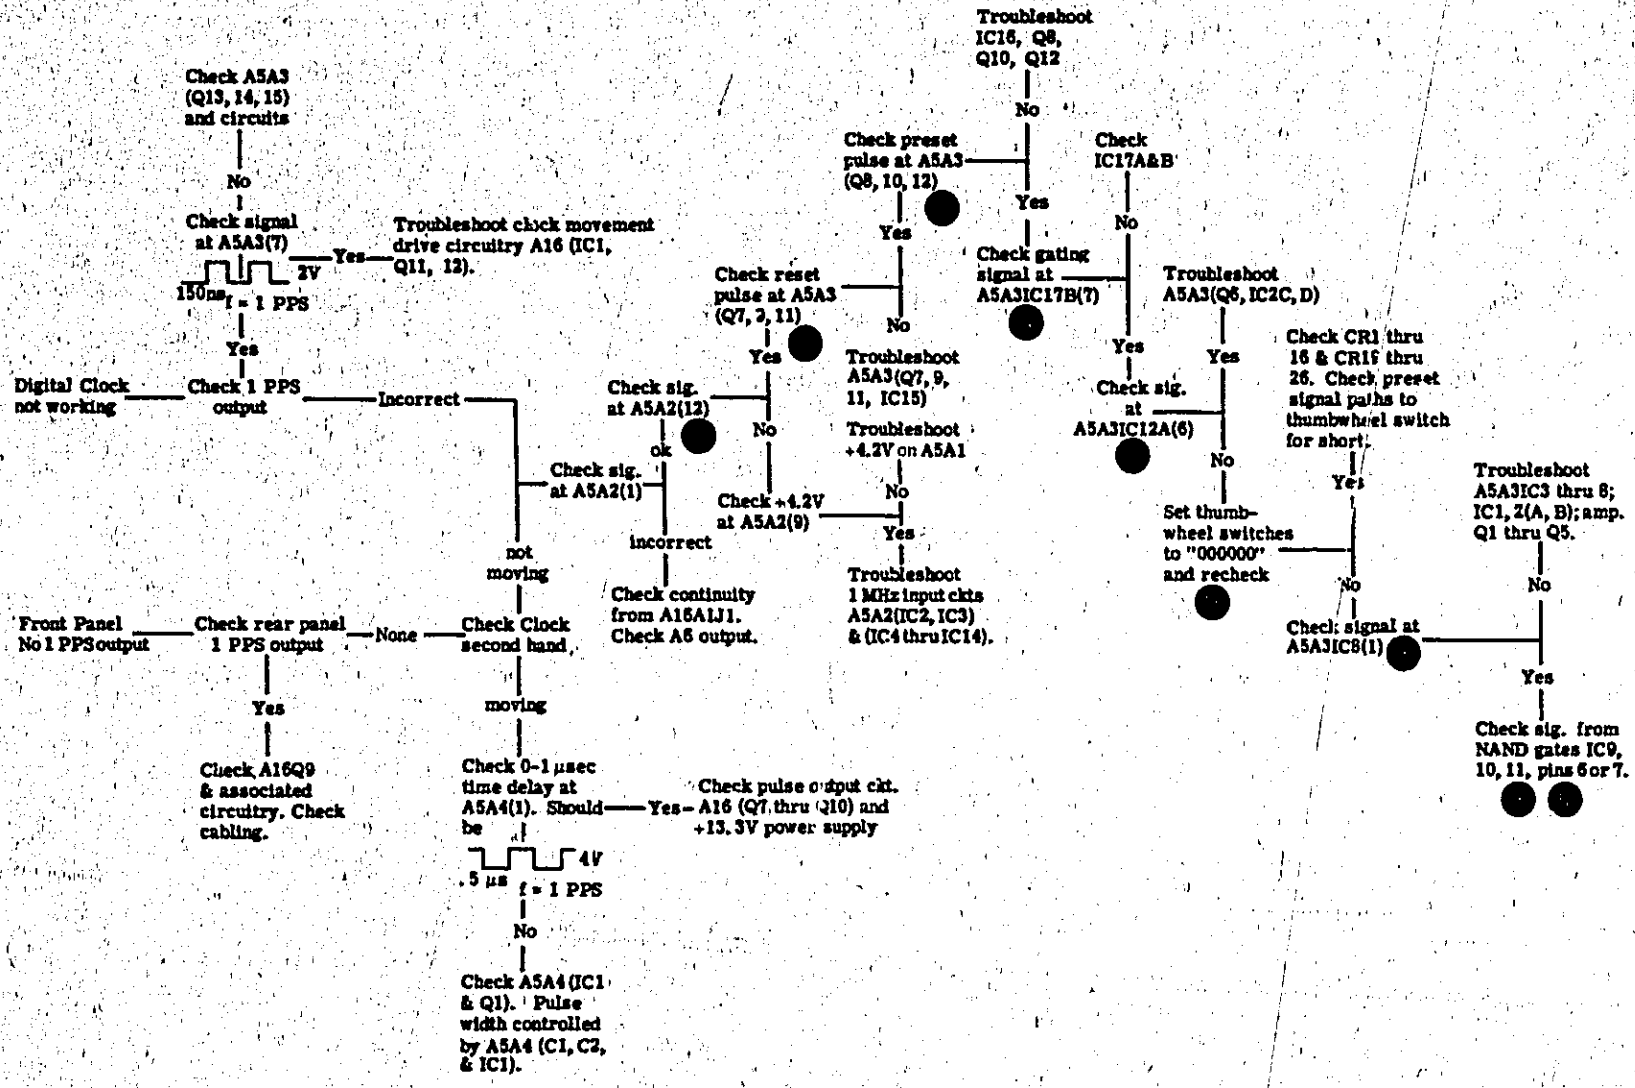 Troubleshoot
IC16, Q8,
Q10, Q12
No
Check A5A3
(Q13, 14, 15)
and circuits
No
Check signal
at A5A3(7)
2V
150ns
f = 1 PPS
Yes
Troubleshoot clock movement
drive circuitry A16 (IC1,
Q11, 12).
Yes
Digital Clock
not working
Check 1 PPS
output
Incorrect
Check preset
pulse at A5A3
(Q8, 10, 12)
Yes
Yes
Check
IC17A&B
No
Check reset
pulse at A5A3
(Q7, 9, 11)
Yes
No
Check gating
signal at
A5A3IC17B(7)
Yes
Troubleshoot
A5A3(Q6, IC2C, D)
Yes
Check sig.
at A5A2(12)
ok
Troubleshoot
A5A3(Q7, 9,
11, IC15)
Check sig.
at
A5A3IC12A(6)
No
Check CR1 thru
16 & CR19 thru
26. Check preset
signal paths to
thumbwheel switch
for short.
Yes
Check sig.
at A5A2(1)
No
Troubleshoot
+4.2V on A5A1
No
Check +4.2V
at A5A2(9)
Yes
incorrect
Check continuity
from A16A1J1.
Check A6 output.
Troubleshoot
1 MHz input ckts
A5A2(IC2, IC3)
& (IC4 thru IC14).
Set thumb-
wheel switches
to "000000"
and recheck
No
Troubleshoot
A5A3IC3 thru 8;
IC1, 2(A, B); amp.
Q1 thru Q5.
No
Check signal at
A5A3IC8(1)
Yes
Check sig. from
NAND gates IC9,
10, 11, pins 6 or 7.
not
moving
Front Panel
No 1 PPS output
Check rear panel
1 PPS output
None
Check Clock
second hand.
Yes
moving
Check A16Q9
& associated
circuitry. Check
cabling.
Check 0-1 μsec
time delay at
A5A4(1). Should
be
Yes
Check pulse output ckt.
A16 (Q7 thru Q10) and
+13.3V power supply
4V
.5 μs
f = 1 PPS
No
Check A5A4 (IC1
& Q1). Pulse
width controlled
by A5A4 (C1, C2,
& IC1).